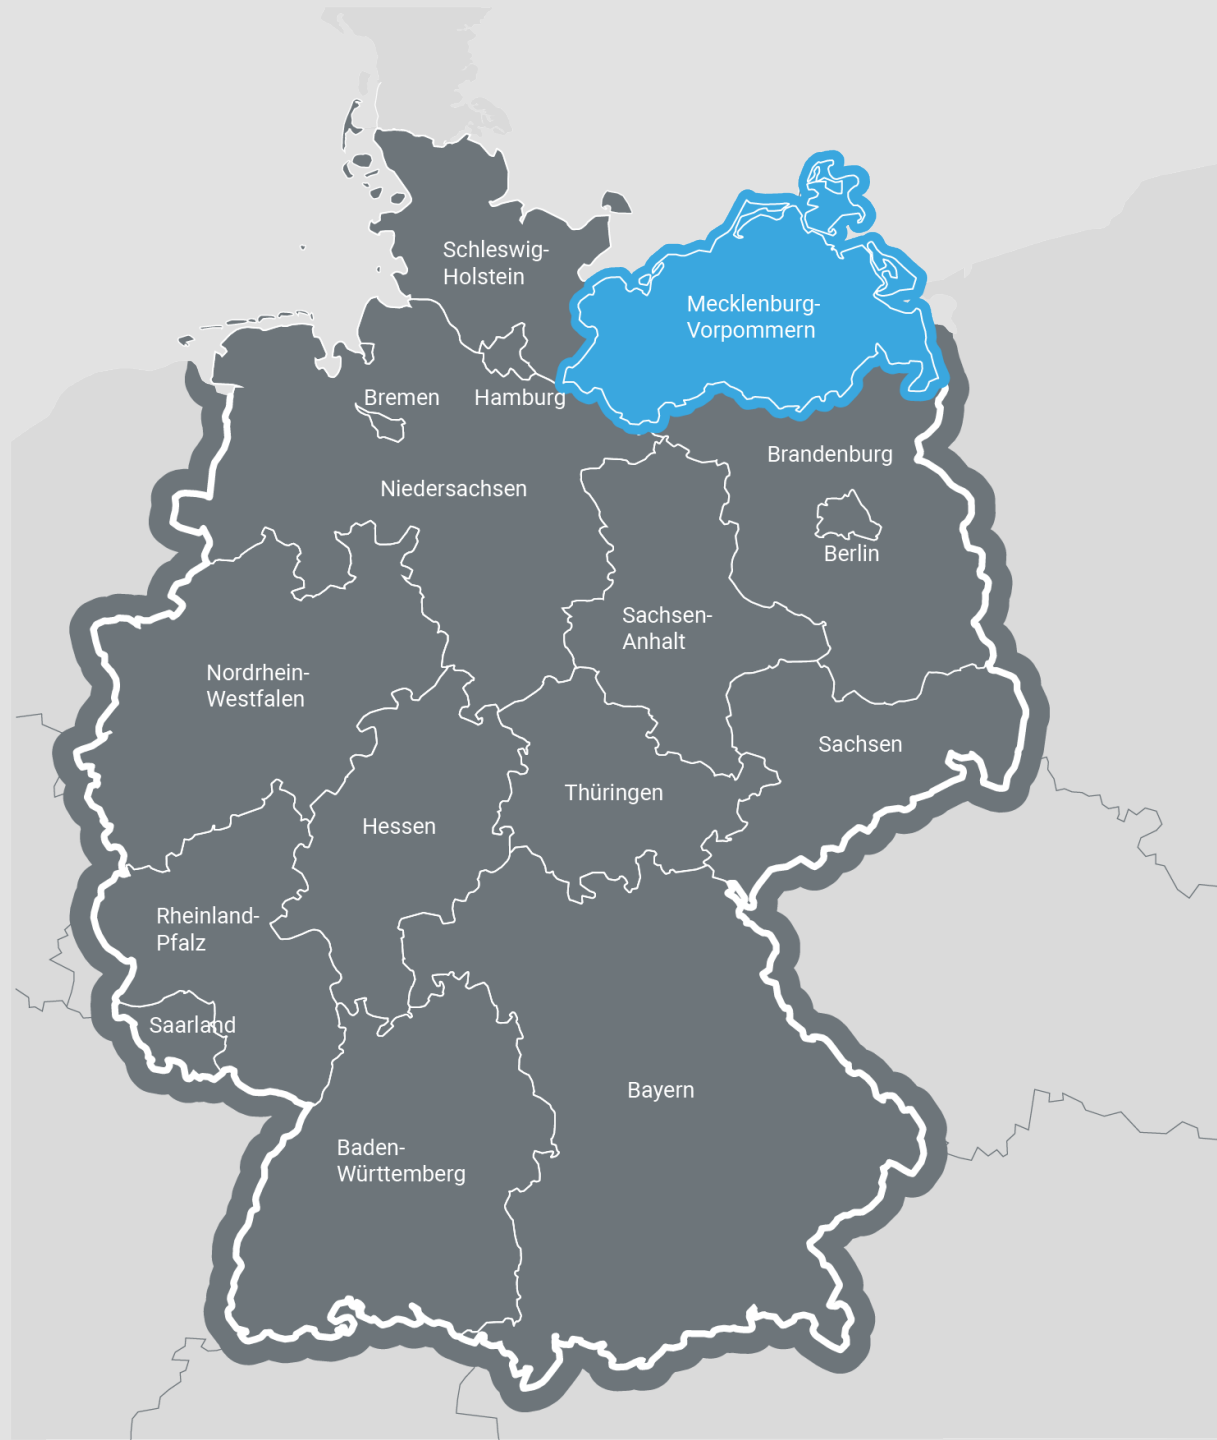 Schleswig-
Holstein
Mecklenburg-
Vorpommern
Bremen
Hamburg
Brandenburg
Niedersachsen
Berlin
Sachsen-
Anhalt
Nordrhein-
Westfalen
Sachsen
Thüringen
Hessen
Rheinland-
Pfalz
Saarland
Bayern
Baden-
Württemberg